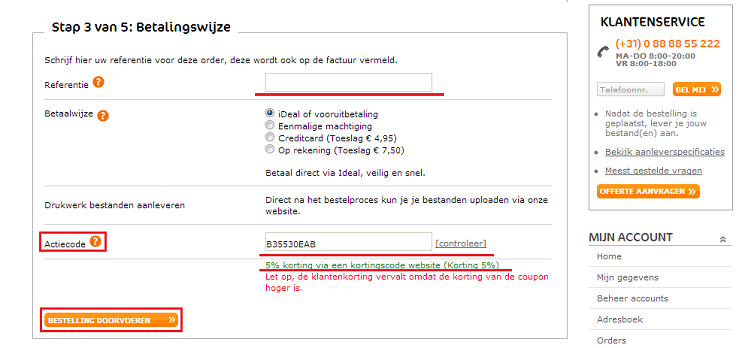 Stap 3 van 5: Betalingswijze
Schrijf hier uw referentie voor deze order, deze wordt ook op de factuur vermeld.
Referentie ?
Betaalwijze ?
iDeal of vooruitbetaling
Eenmalige machtiging
Creditcard (Toeslag € 4,95)
Op rekening (Toeslag € 7,50)
Betaal direct via Ideal, veilig en snel.
Drukwerk bestanden aanleveren
Direct na het bestelproces kun je je bestanden uploaden via onze
website.
Actiecode ?
B35530EAB [controleer]
5% korting via een kortingscode website (Korting 5%)
Let op, de klantenkorting vervalt omdat de korting van de coupon
hoger is.
BESTELLING DOORVOEREN »
KLANTENSERVICE
(+31) 0 88 88 55 222
MA-DO 8:00-20:00
VR 8:00-18:00
Telefoonnr. BEL MIJ »
Nadat de bestelling is
geplaatst, lever je jouw
bestand(en) aan.
Bekijk aanleverspecificaties
Meest gestelde vragen
OFFERTE AANVRAGEN »
MIJN ACCOUNT
Home
Mijn gegevens
Beheer accounts
Adresboek
Orders